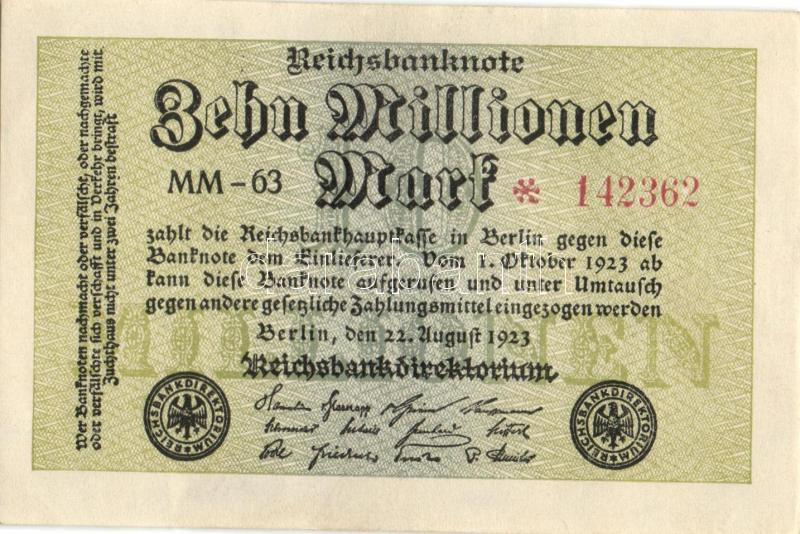 Reichsbanknote
Zehn Millionen
MM-63 Mark * 142362
zahlt die Reichsbankhauptkasse in Berlin gegen diese
Banknote dem Einlieferer. Vom 1. Oktober 1923 ab
kann diese Banknote aufgerufen und unter Umtausch
gegen andere gesetzliche Zahlungsmittel eingezogen werden
Berlin, den 22. August 1923
Reichsbankdirektorium
REICHSBANKDIREKTORIUM
REICHSBANKDIREKTORIUM
Wer Banknoten nachmacht oder verfälscht, oder nachgemachte
oder verfälschte sich verschafft und in Verkehr bringt, wird mit
Zuchthaus nicht unter zwei Jahren bestraft